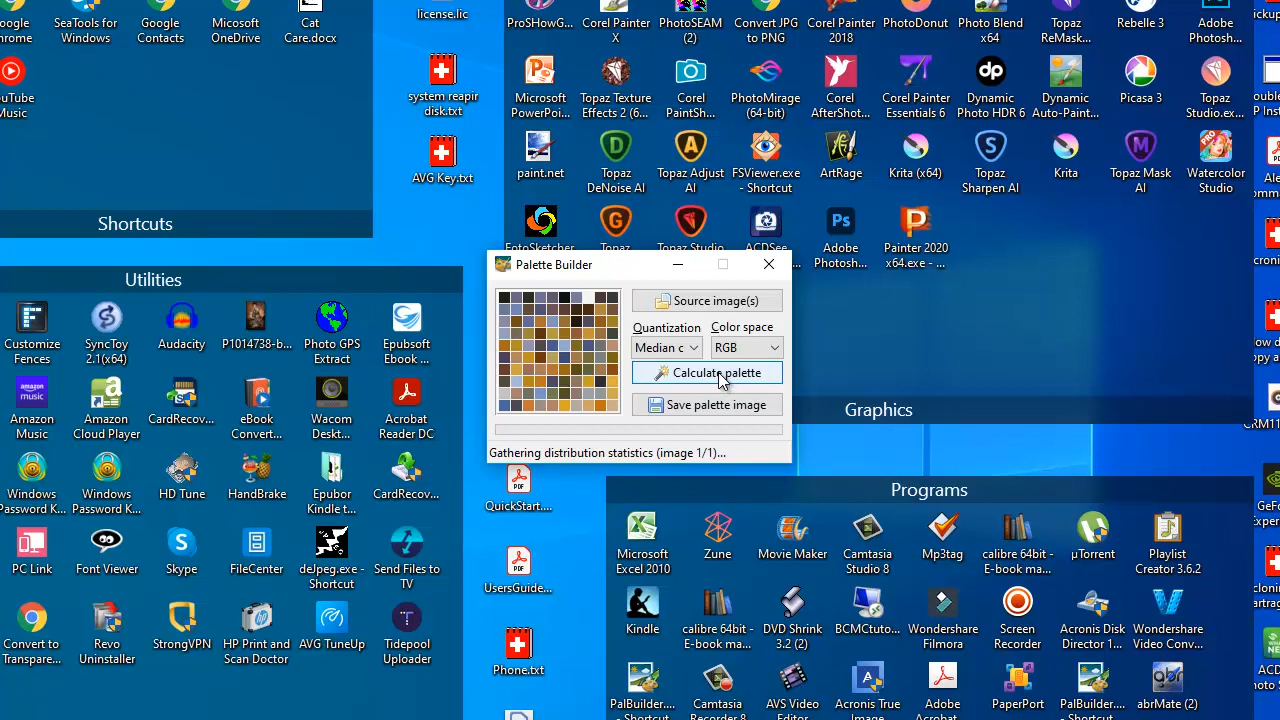 SeaTools for
Windows
Google
Contacts
Microsoft
OneDrive
Cat
Care.docx
Music
Shortcuts
license.lic
system reapir
disk.txt
AVG Key.txt
ProSHowG...
Corel Painter
X
PhotoSEAM
(2)
Convert JPG
to PNG
Corel Painter
2018
PhotoDonut
Photo Blend
x64
Topaz
ReMask...
Rebelle 3
Adobe
Photosh...
Microsoft
PowerPoi...
Topaz Texture
Effects 2 (6...
Corel
PaintSh...
PhotoMirage
(64-bit)
Corel
AfterShot...
Corel Painter
Essentials 6
dp
Dynamic
Photo HDR 6
Dynamic
Auto-Paint...
Picasa 3
Topaz
Studio.ex...
paint.net
Topaz
DeNoise AI
Topaz Adjust
AI
FSViewer.exe
- Shortcut
ArtRage
Krita (x64)
Topaz
Sharpen AI
Krita
Topaz Mask
AI
Watercolor
Studio
FotoSketcher
Topaz
Topaz Studio
ACDSee
Adobe
Photosh...
Painter 2020
x64.exe - ...
Graphics
Palette Builder
Source image(s)
Quantization
Color space
Median c
RGB
Calculate palette
Save palette image
Gathering distribution statistics (image 1/1)...
Utilities
Customize
Fences
SyncToy
2.1(x64)
Audacity
P1014738-b...
Photo GPS
Extract
Epubsoft
Ebook ...
Amazon
Music
Amazon
Cloud Player
CardRecov...
eBook
Convert...
Wacom
Deskt...
Acrobat
Reader DC
Windows
Password K...
Windows
Password K...
HD Tune
HandBrake
Epubor
Kindle t...
CardRecov...
PC Link
Font Viewer
Skype
FileCenter
delpeg.exe -
Shortcut
Send Files to
TV
Convert to
Transpare...
Revo
Uninstaller
StrongVPN
HP Print and
Scan Doctor
AVG TuneUp
Tidepool
Uploader
QuickStart....
UsersGuide...
Phone.txt
Programs
Microsoft
Excel 2010
Zune
Movie Maker
Camtasia
Studio 8
Mp3tag
calibre 64bit -
E-book ma...
µTorrent
Playlist
Creator 3.6.2
Kindle
calibre 64bit -
E-book ma...
DVD Shrink
3.2 (2)
BCMCtuto...
Wondershare
Filmora
Screen
Recorder
Acronis Disk
Director 1...
Wondershare
Video Conv...
PalBuilder....
- Shortcut
Camtasia
Recorder 8
AVS Video
Editor
Acronis True
Image
Adobe
Acrobat
PaperPort
PalBuilder....
- Shortcut
abrMate (2)